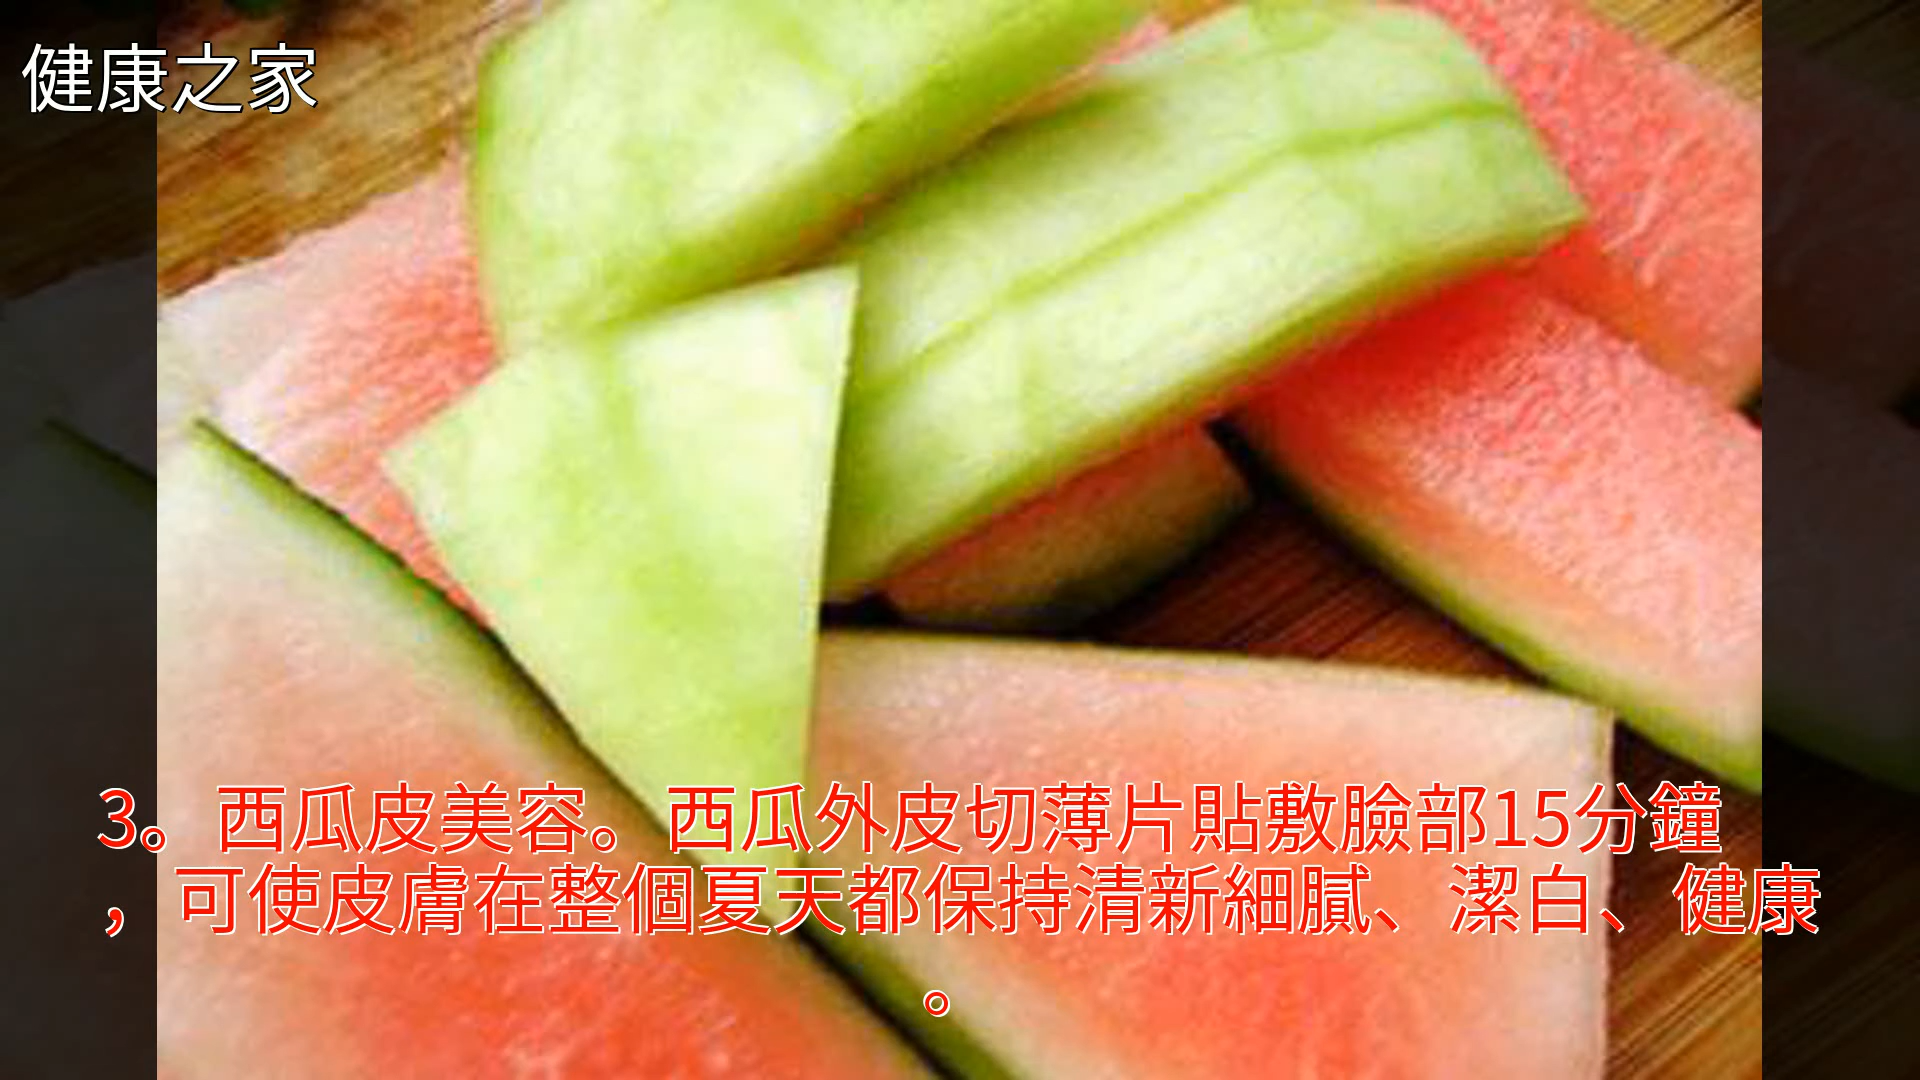 健康之家
3。西瓜皮美容。西瓜外皮切薄片貼敷臉部15分鐘
，可使皮膚在整個夏天都保持清新細膩、潔白、健康
。